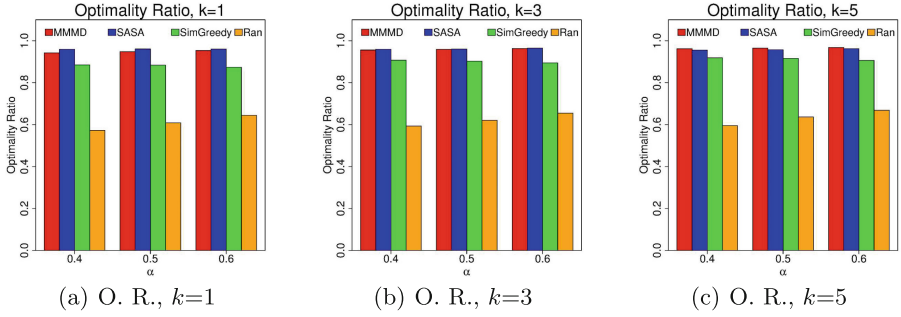 Optimality Ratio, k=1
MMMD SASA SimGreedy Ran
Optimality Ratio
0.0 0.2 0.4 0.6 0.8 1.0
0.4 0.5 0.6
α
(a) O. R., k=1
Optimality Ratio, k=3
MMMD SASA SimGreedy Ran
Optimality Ratio
0.0 0.2 0.4 0.6 0.8 1.0
0.4 0.5 0.6
α
(b) O. R., k=3
Optimality Ratio, k=5
MMMD SASA SimGreedy Ran
Optimality Ratio
0.0 0.2 0.4 0.6 0.8 1.0
0.4 0.5 0.6
α
(c) O. R., k=5